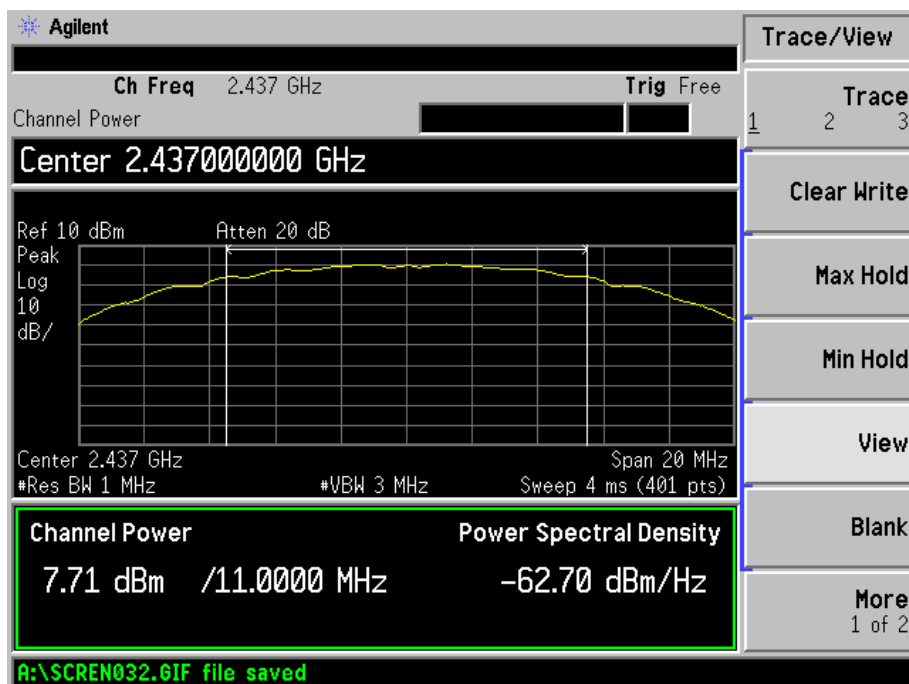 Agilent
Trace/View
Ch Freq 2.437 GHz Trig Free
Channel Power
Trace
1 2 3
Center 2.437000000 GHz
Clear Write
Ref 10 dBm Atten 20 dB
Peak
Log
10
dB/
Max Hold
Min Hold
View
Center 2.437 GHz Span 20 MHz
#Res BW 1 MHz #VBW 3 MHz Sweep 4 ms (401 pts)
Channel Power Power Spectral Density
7.71 dBm /11.0000 MHz -62.70 dBm/Hz
Blank
More
1 of 2
A:\SCREN032.GIF file saved